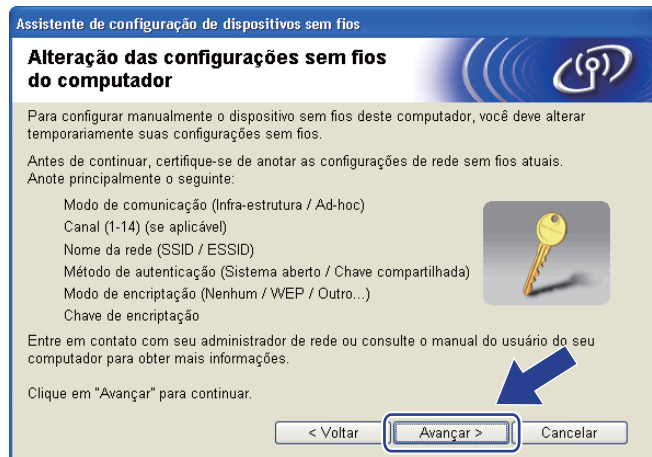 Assistente de configuração de dispositivos sem fios
Alteração das configurações sem fios
do computador
Para configurar manualmente o dispositivo sem fios deste computador, você deve alterar
temporariamente suas configurações sem fios.
Antes de continuar, certifique-se de anotar as configurações de rede sem fios atuais.
Anote principalmente o seguinte:
Modo de comunicação (Infra-estrutura / Ad-hoc)
Canal (1-14) (se aplicável)
Nome da rede (SSID / ESSID)
Método de autenticação (Sistema aberto / Chave compartilhada)
Modo de encriptação (Nenhum / WEP / Outro...)
Chave de encriptação
Entre em contato com seu administrador de rede ou consulte o manual do usuário do seu
computador para obter mais informações.
Clique em "Avançar" para continuar.
< Voltar Avançar > Cancelar